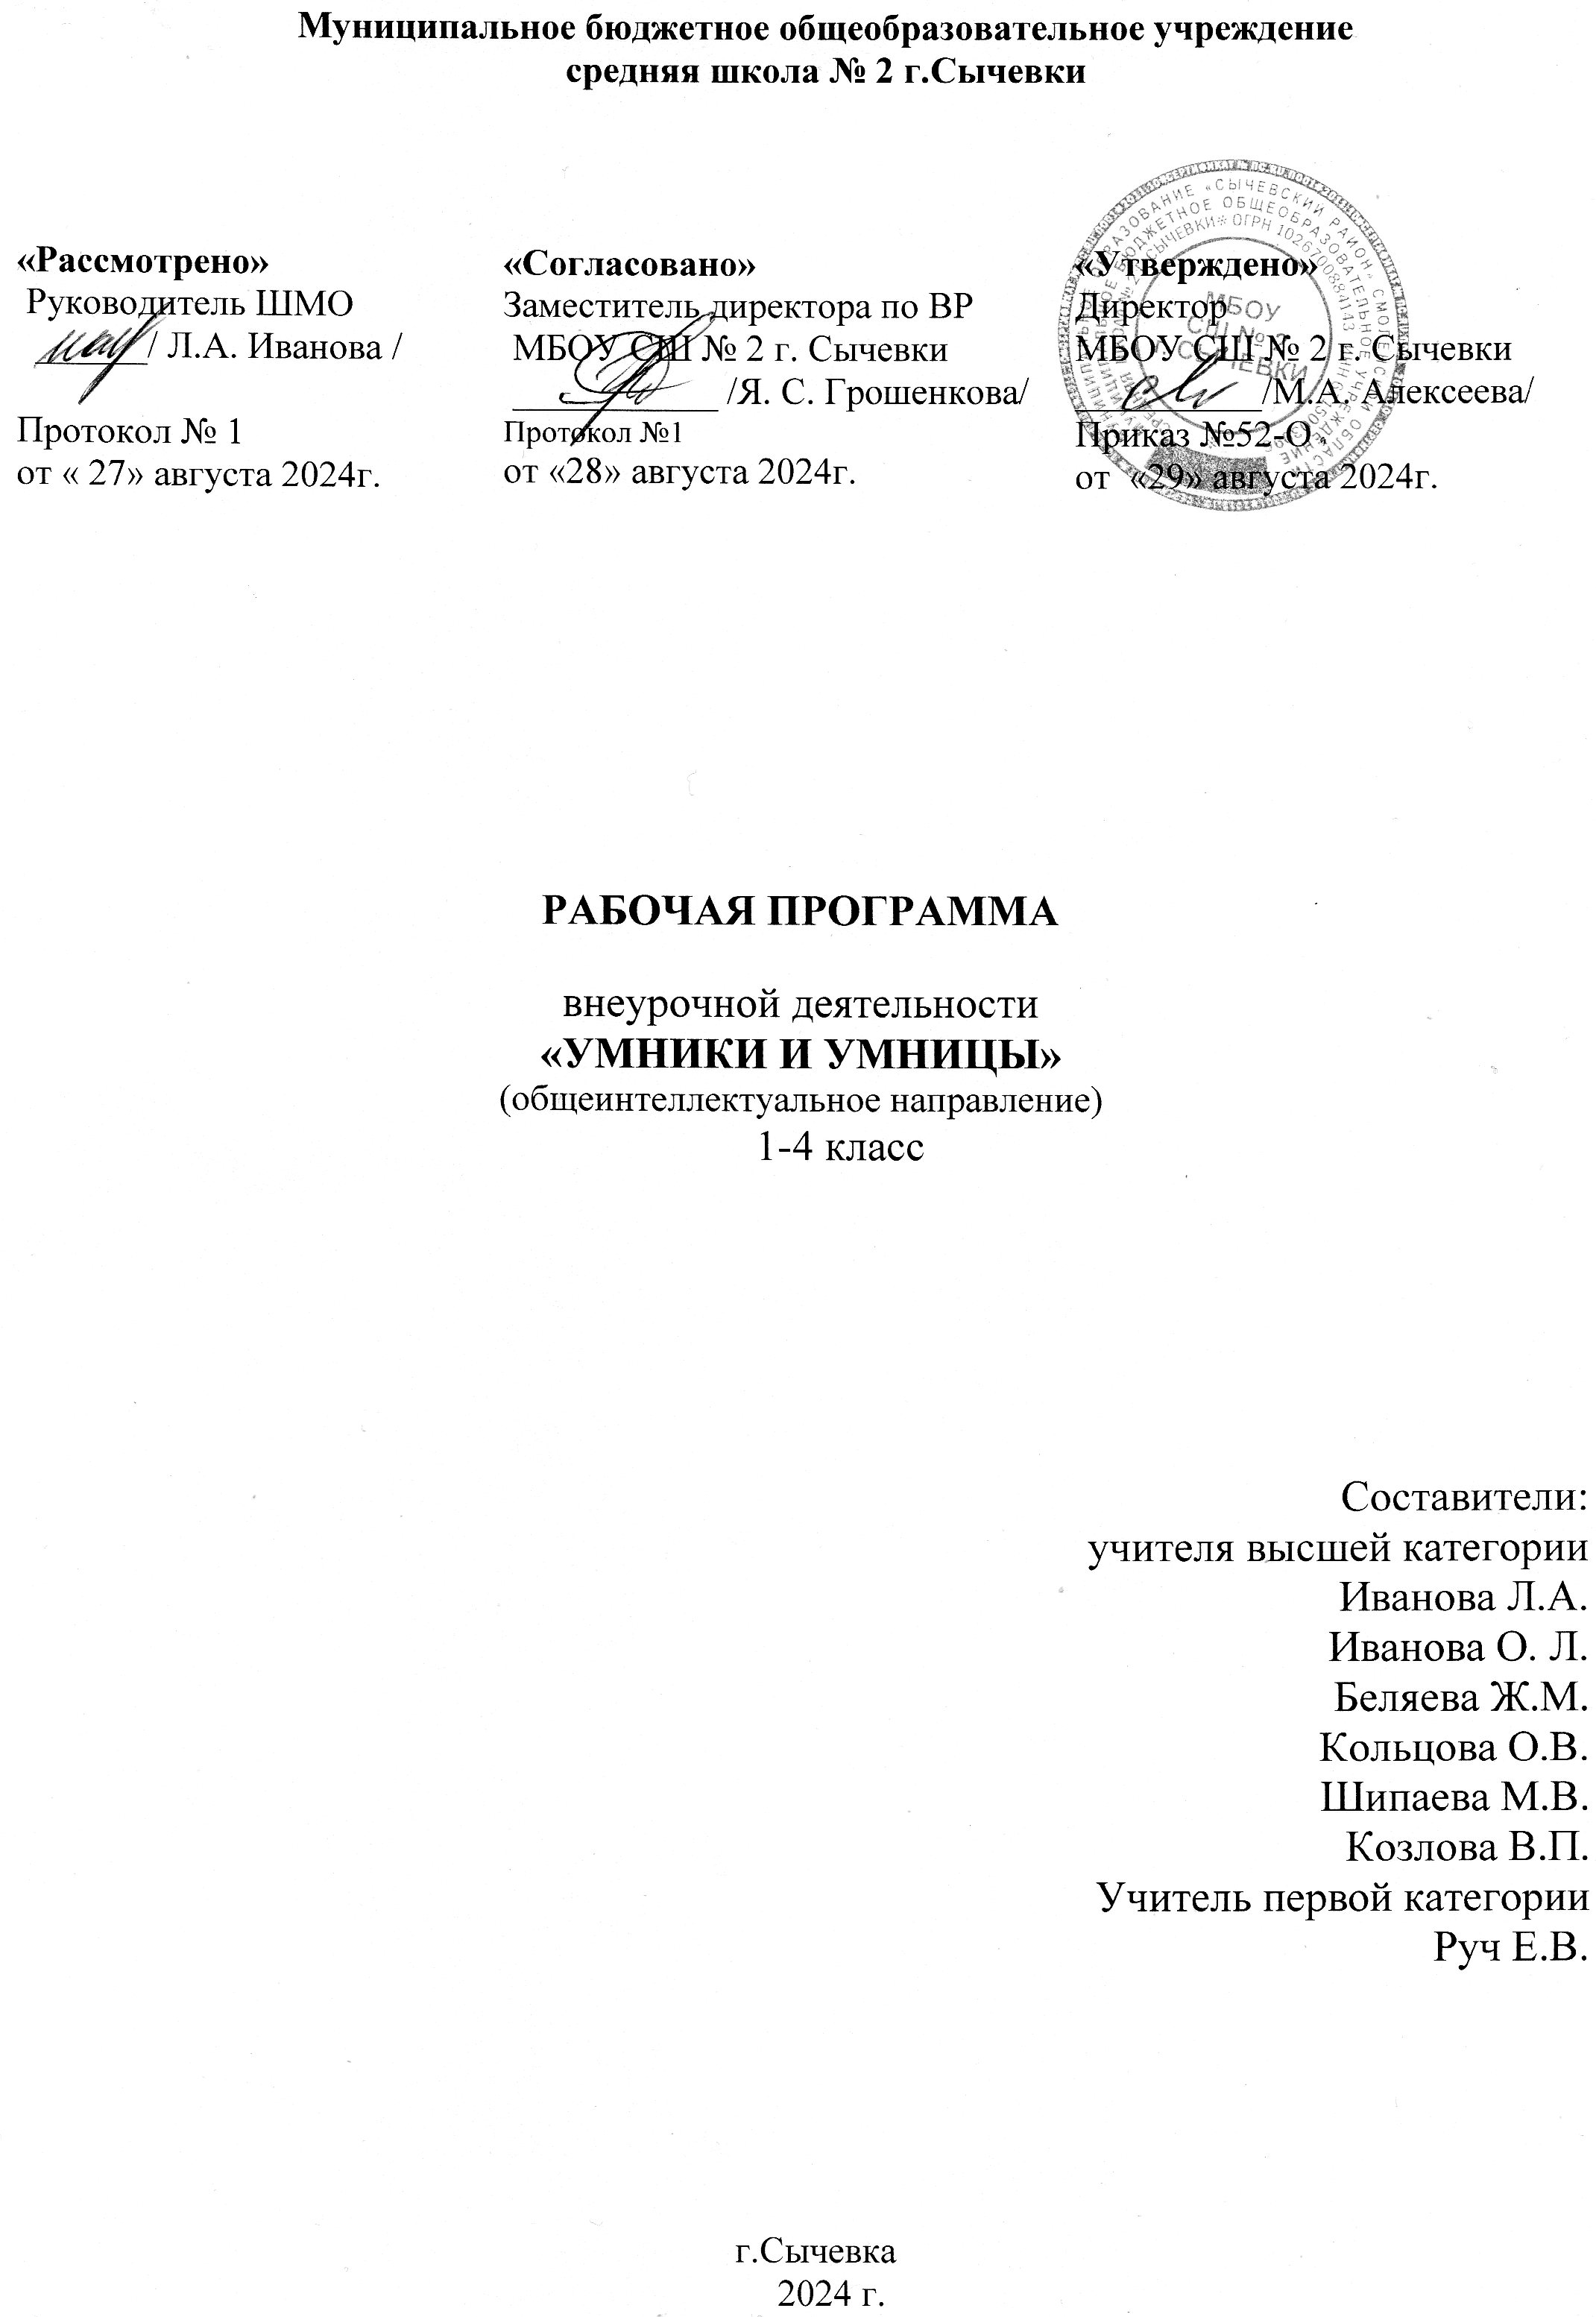 Муниципальное бюджетное общеобразовательное учреждение
средняя школа № 2 г.Сычевки
«Рассмотрено»
Руководитель ШМО
/ Л.А. Иванова /
Протокол № 1
от « 27» августа 2024г.
«Согласовано»
Заместитель директора по ВР
МБОУ СШ № 2 г. Сычевки
/Я. С. Грошенкова/
Протокол №1
от «28» августа 2024г.
«Утверждено»
Директор
МБОУ СШ № 2 г. Сычевки
/М.А. Алексеева/
Приказ №52-О
от «29» августа 2024г.
МБОУ
СШ №
СЫЧЕВКИ
РАБОЧАЯ ПРОГРАММА
внеурочной деятельности
«УМНИКИ И УМНИЦЫ»
(общеинтеллектуальное направление)
1-4 класс
Составители:
учителя высшей категории
Иванова Л.А.
Иванова О. Л.
Беляева Ж.М.
Кольцова О.В.
Шипаева М.В.
Козлова В.П.
Учитель первой категории
Руч Е.В.
г.Сычевка
2024 г.